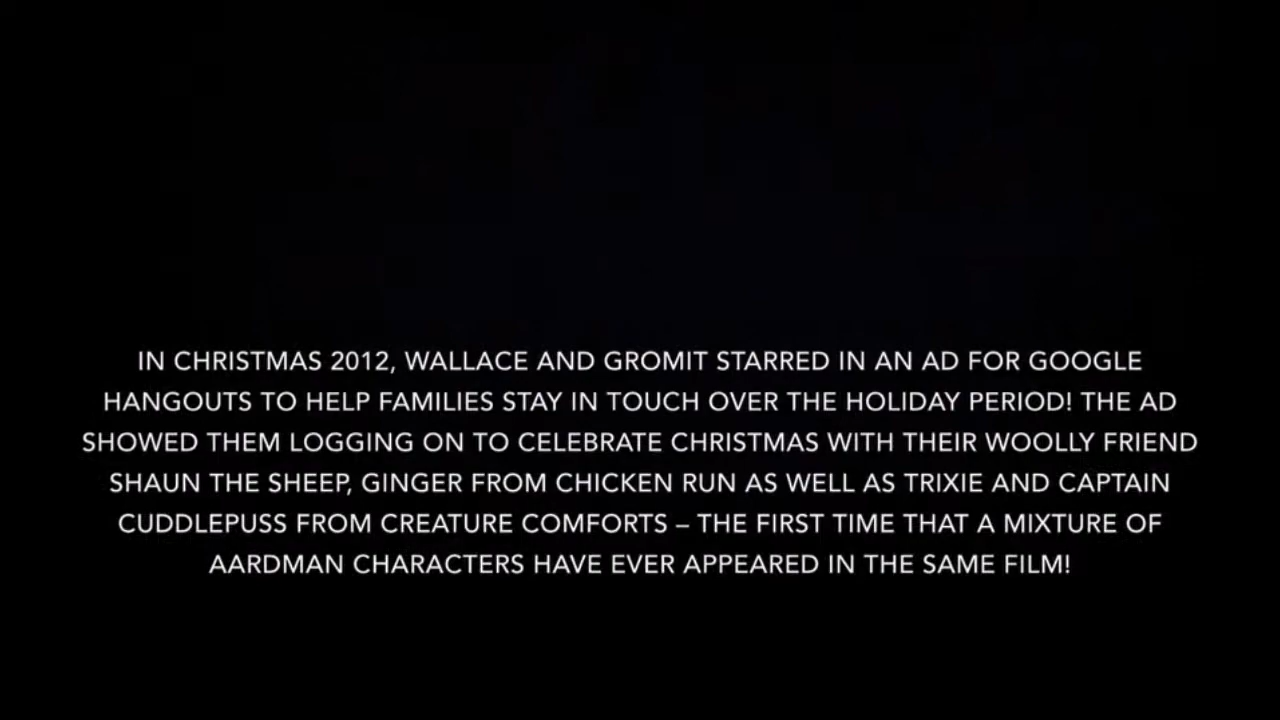 IN CHRISTMAS 2012, WALLACE AND GROMIT STARRED IN AN AD FOR GOOGLE
HANGOUTS TO HELP FAMILIES STAY IN TOUCH OVER THE HOLIDAY PERIOD! THE AD
SHOWED THEM LOGGING ON TO CELEBRATE CHRISTMAS WITH THEIR WOOLLY FRIEND
SHAUN THE SHEEP, GINGER FROM CHICKEN RUN AS WELL AS TRIXIE AND CAPTAIN
CUDDLEPUSS FROM CREATURE COMFORTS – THE FIRST TIME THAT A MIXTURE OF
AARDMAN CHARACTERS HAVE EVER APPEARED IN THE SAME FILM!